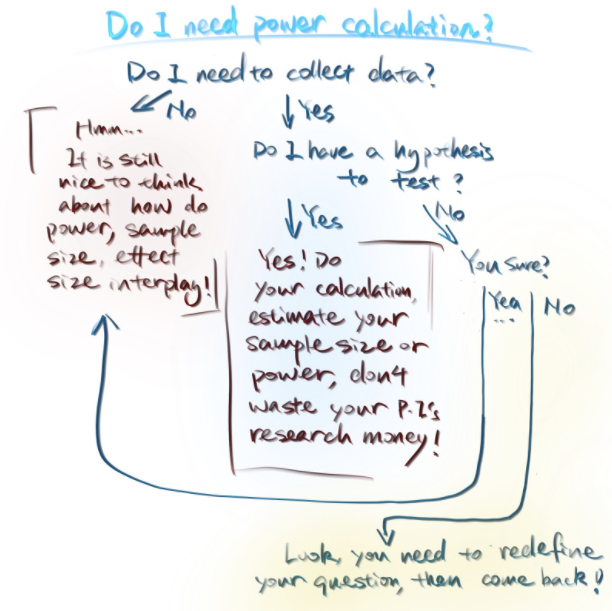 Do I need power calculation?
Do I need to collect data?
No
Yes
Hmm...
It is still
nice to think
about how do
power, sample
size, effect
size interplay!
Do I have a hypothesis
to test?
Yes
No
Yes! Do
your calculation,
estimate your
sample size or
power, don't
waste your P.I's
research money!
You sure?
Yea
...
No
Look, you need to redefine
your question, then come back!